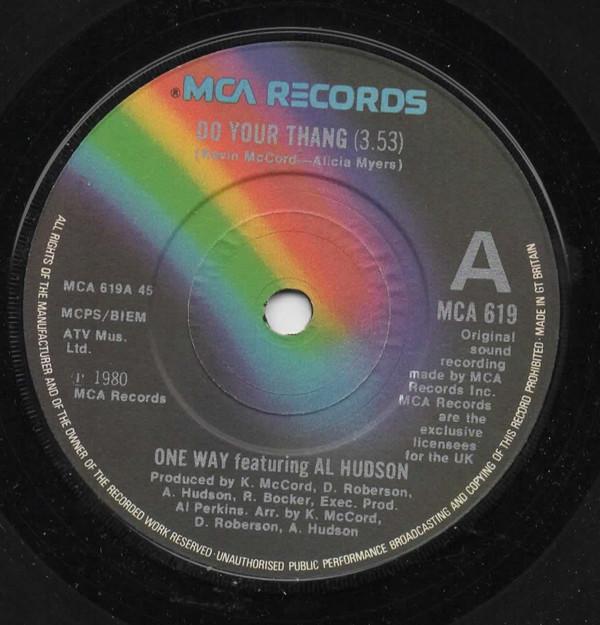 ®MCA RECORDS
DO YOUR THANG (3.53)
(Kevin McCord—Alicia Myers)
A
MCA 619
MCA 619A 45
MCPS/BIEM
ATV Mus.
Ltd.
℗ 1980
MCA Records
Original
sound
recording
made by MCA
Records Inc.
MCA Records
are the
exclusive
licensees
for the UK
ONE WAY featuring AL HUDSON
Produced by K. McCord, D. Roberson,
A. Hudson, R. Bocker, Exec. Prod.
Al Perkins. Arr. by K. McCord,
D. Roberson, A. Hudson
ALL RIGHTS OF THE MANUFACTURER AND OF THE OWNER OF THE RECORDED WORK RESERVED·UNAUTHORISED PUBLIC PERFORMANCE BROADCASTING AND COPYING OF THIS RECORD PROHIBITED·MADE IN GT BRITAIN